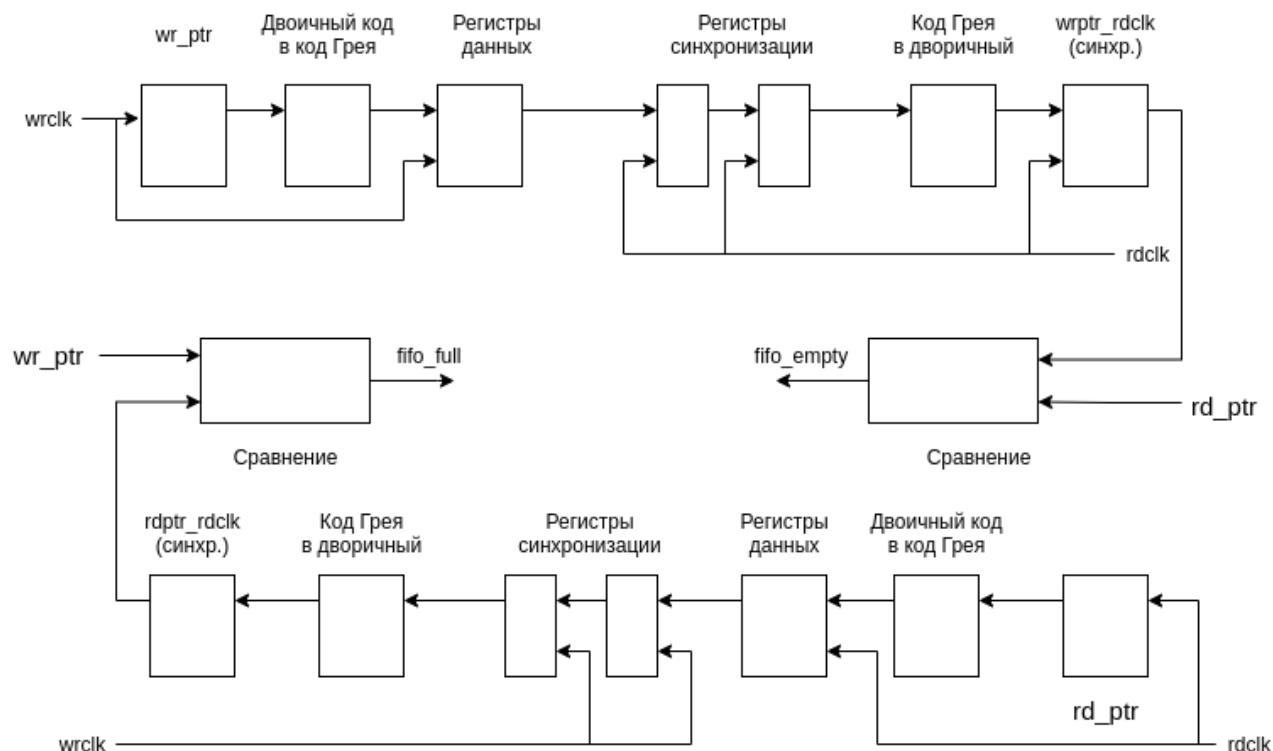 wr_ptr
Двоичный код
в код Грея
Регистры
данных
Регистры
синхронизации
Код Грея
в дворичный
wrptr_rdclk
(синхр.)
wrclk
rdclk
wr_ptr
fifo_full
fifo_empty
rd_ptr
Сравнение
Сравнение
rdptr_rdclk
(синхр.)
Код Грея
в дворичный
Регистры
синхронизации
Регистры
данных
Двоичный код
в код Грея
rd_ptr
wrclk
rdclk